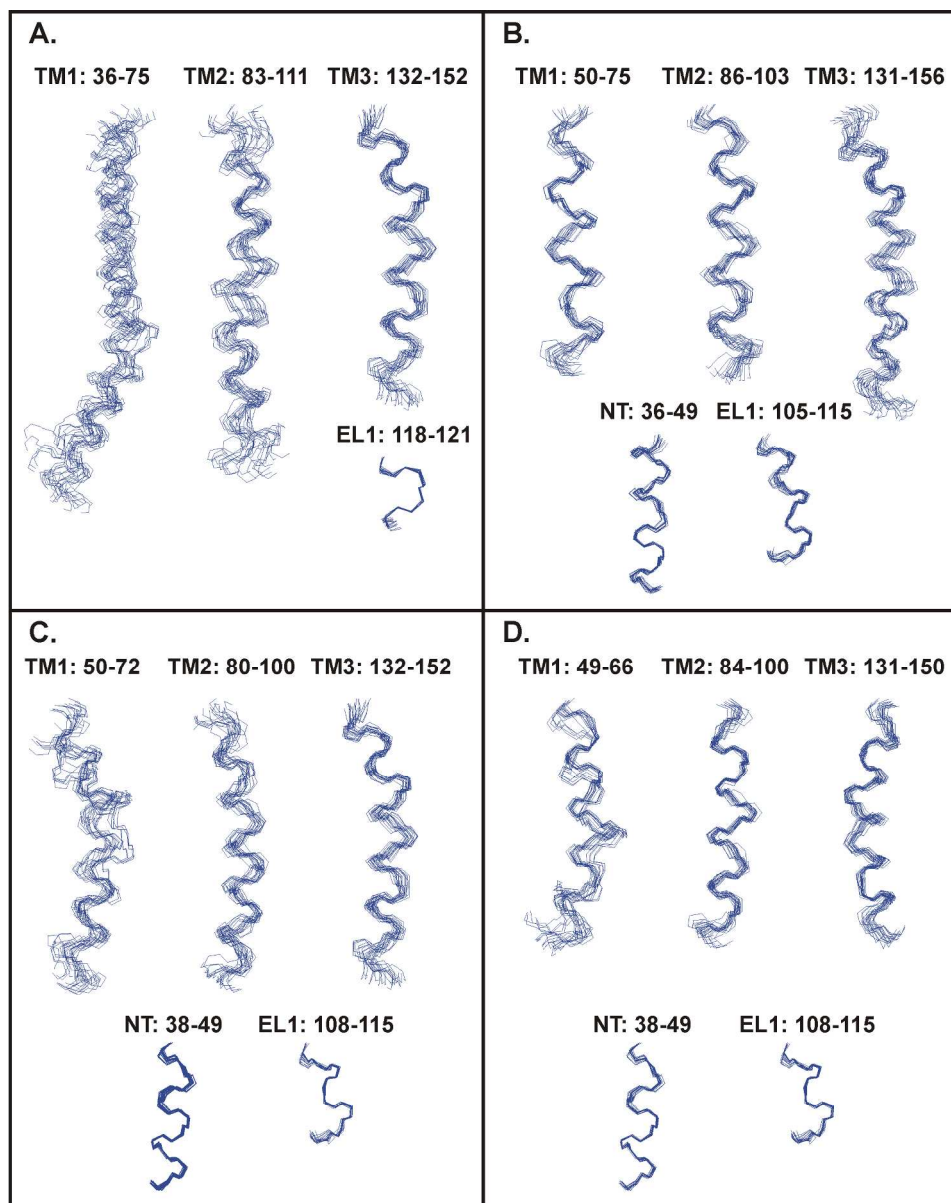 A.
TM1: 36-75 TM2: 83-111 TM3: 132-152
EL1: 118-121
B.
TM1: 50-75 TM2: 86-103 TM3: 131-156
NT: 36-49 EL1: 105-115
C.
TM1: 50-72 TM2: 80-100 TM3: 132-152
NT: 38-49 EL1: 108-115
D.
TM1: 49-66 TM2: 84-100 TM3: 131-150
NT: 38-49 EL1: 108-115